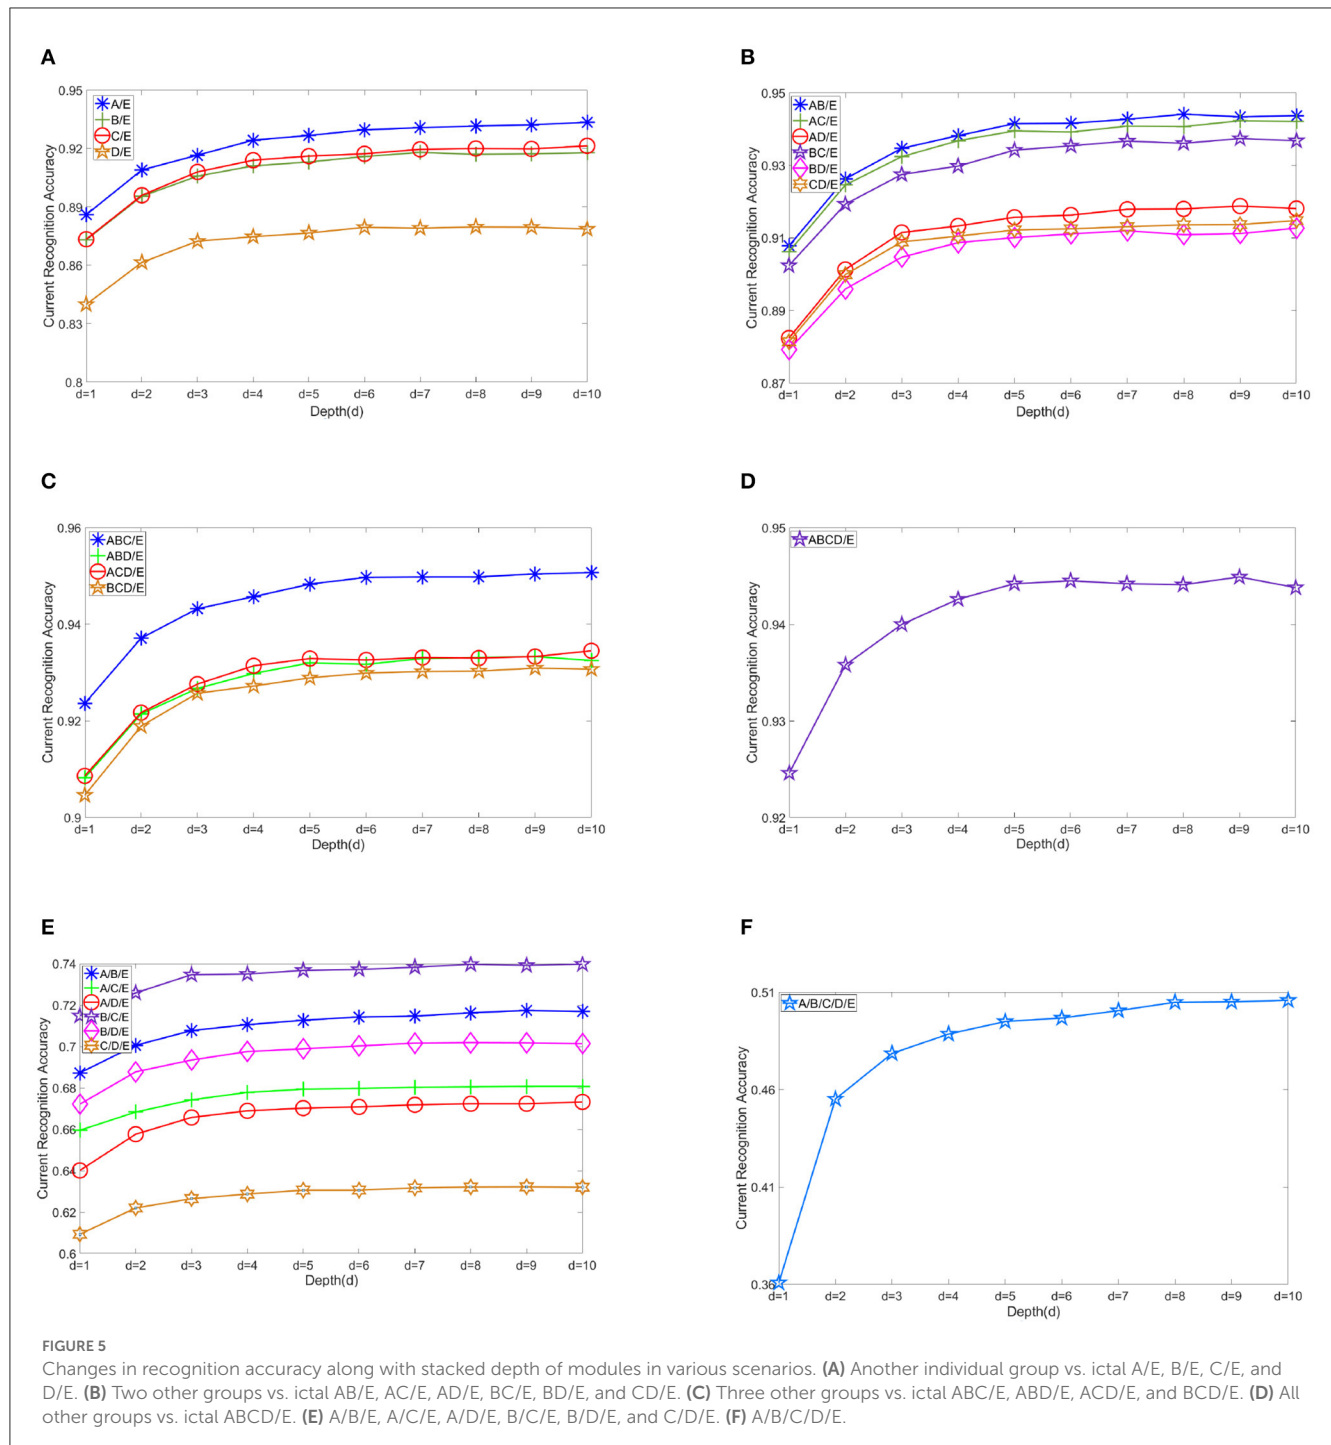 A
Current Recognition Accuracy
0.95
0.92
0.89
0.86
0.83
0.8
A/E
B/E
C/E
D/E
d=1 d=2 d=3 d=4 d=5 d=6 d=7 d=8 d=9 d=10
Depth(d)
B
Current Recognition Accuracy
0.95
0.93
0.91
0.89
0.87
AB/E
AC/E
AD/E
BC/E
BD/E
CD/E
d=1 d=2 d=3 d=4 d=5 d=6 d=7 d=8 d=9 d=10
Depth(d)
C
Current Recognition Accuracy
0.96
0.94
0.92
0.9
ABC/E
ABD/E
ACD/E
BCD/E
d=1 d=2 d=3 d=4 d=5 d=6 d=7 d=8 d=9 d=10
Depth(d)
D
Current Recognition Accuracy
0.95
0.94
0.93
0.92
ABCD/E
d=1 d=2 d=3 d=4 d=5 d=6 d=7 d=8 d=9 d=10
Depth(d)
E
Current Recognition Accuracy
0.74
0.72
0.7
0.68
0.66
0.64
0.62
0.6
A/B/E
A/C/E
A/D/E
B/C/E
B/D/E
C/D/E
d=1 d=2 d=3 d=4 d=5 d=6 d=7 d=8 d=9 d=10
Depth(d)
F
Current Recognition Accuracy
0.51
0.46
0.41
0.36
A/B/C/D/E
d=1 d=2 d=3 d=4 d=5 d=6 d=7 d=8 d=9 d=10
Depth(d)
FIGURE 5
Changes in recognition accuracy along with stacked depth of modules in various scenarios. (A) Another individual group vs. ictal A/E, B/E, C/E, and
D/E. (B) Two other groups vs. ictal AB/E, AC/E, AD/E, BC/E, BD/E, and CD/E. (C) Three other groups vs. ictal ABC/E, ABD/E, ACD/E, and BCD/E. (D) All
other groups vs. ictal ABCD/E. (E) A/B/E, A/C/E, A/D/E, B/C/E, B/D/E, and C/D/E. (F) A/B/C/D/E.